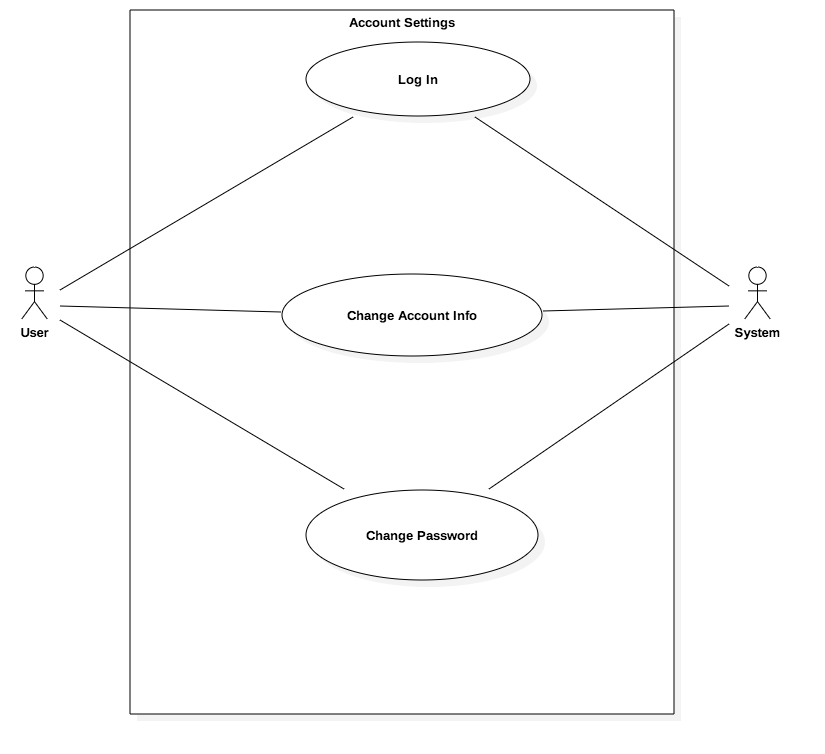 Account Settings
Log In
Change Account Info
User
System
Change Password